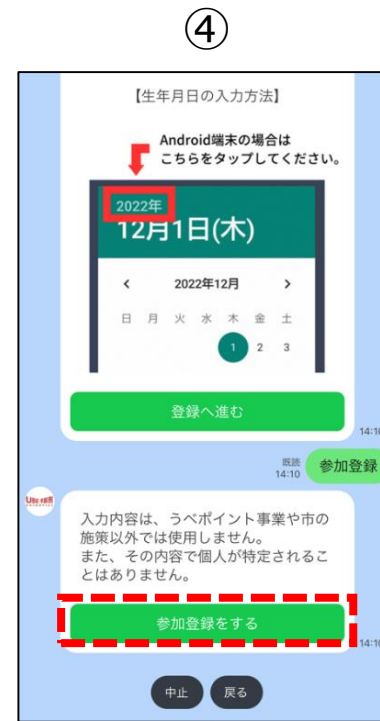 ④
【生年月日の入力方法】
Android端末の場合は
こちらをタップしてください。
2022年
12月1日(木)
< 2022年12月 >
日 月 火 水 木 金 土
1 2 3
登録へ進む
14:10
既読
14:10
参加登録
入力内容は、うべポイント事業や市の
施策以外では使用しません。
また、その内容で個人が特定されるこ
とはありません。
参加登録をする
14:10
中止 戻る